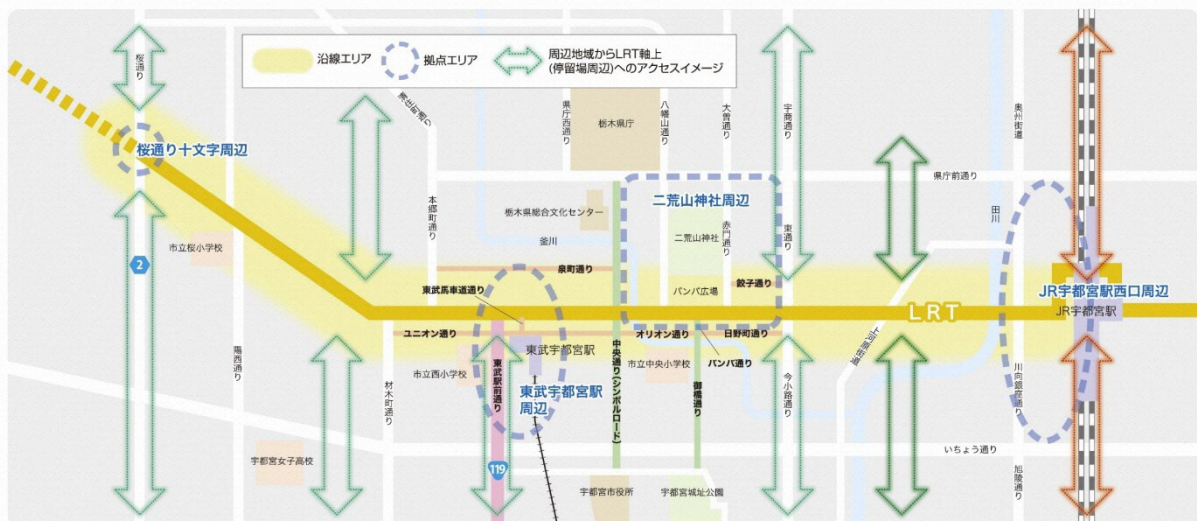 沿線エリア
拠点エリア
周辺地域からLRT軸上
(停留場周辺)へのアクセスイメージ
桜通り
清住町通り
県庁西通り
栃木県庁
八幡山通り
大曽通り
宇商通り
奥州街道
桜通り十文字周辺
県庁前通り
二荒山神社周辺
本郷町通り
栃木県総合文化センター
釜川
二荒山神社
赤門通り
東通り
田川
市立桜小学校
2
泉町通り
東武馬車道通り
バンバ広場
餃子通り
JR宇都宮駅西口周辺
JR宇都宮駅
LRT
ユニオン通り
オリオン通り
日野町通り
上河原街道
東武宇都宮駅
市立西小学校
市立中央小学校
バンバ通り
陽西通り
材木町通り
東武駅前通り
東武宇都宮駅
周辺
中央通り(シンボルロード)
御橋通り
今小路通り
川向銀座通り
いちょう通り
宇都宮女子高校
119
宇都宮市役所
宇都宮城址公園
旭陵通り